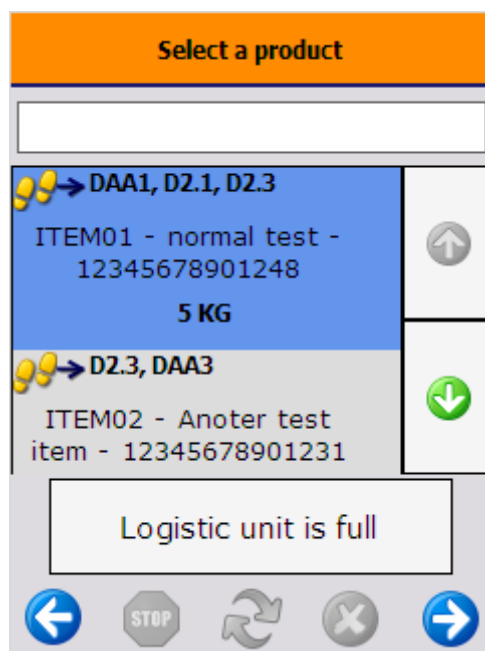 Select a product
DAA1, D2.1, D2.3
ITEM01 - normal test -
12345678901248
5 KG
D2.3, DAA3
ITEM02 - Anoter test
item - 12345678901231
Logistic unit is full
STOP